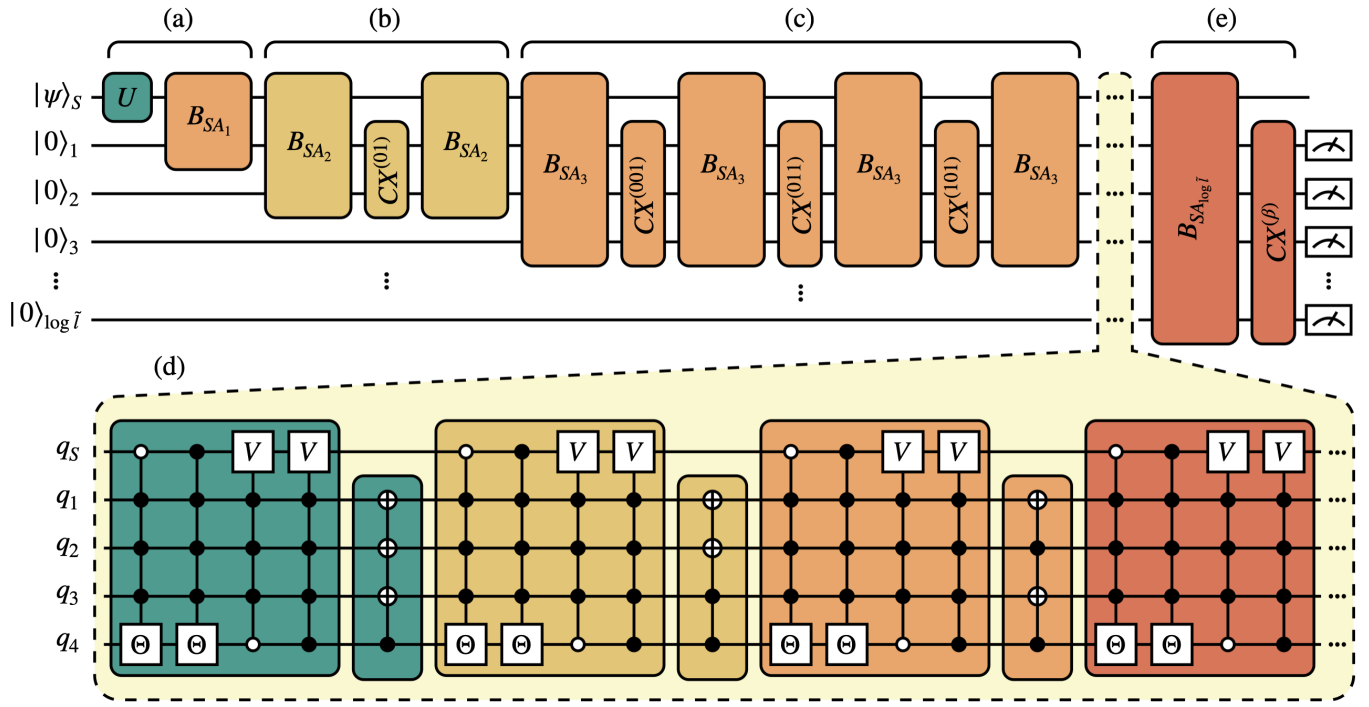 (a) (b) (c) (e)
|ψ⟩_S U B_{SA_1} B_{SA_2} CX^{(01)} B_{SA_2} B_{SA_3} CX^{(001)} B_{SA_3} CX^{(011)} B_{SA_3} CX^{(101)} B_{SA_3} ... ... B_{SA_{log l̃}} CX^{(β)}
|0⟩_1 ...
|0⟩_2 ...
|0⟩_3 ...
⋮ ⋮ ⋮ ⋮
|0⟩_{log l̃} ...
(d)
q_S V V V V V V V V ...
q_1 ...
q_2 ...
q_3 ...
q_4 Θ Θ Θ Θ Θ Θ Θ Θ ...